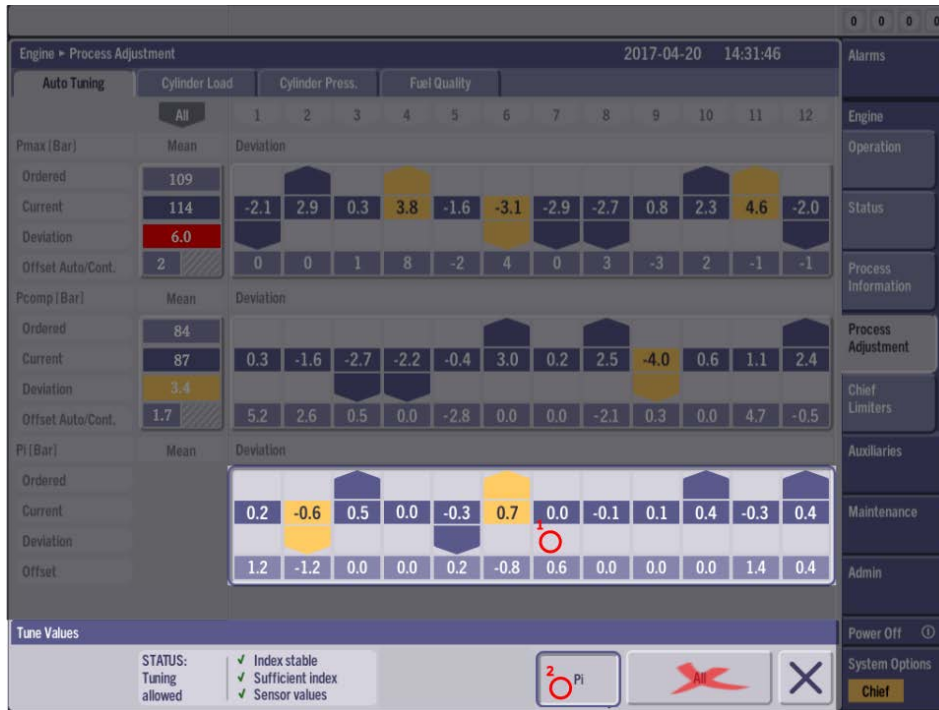 0 0 0 0
Engine ▸ Process Adjustment 2017-04-20 14:31:46
Alarms
Auto Tuning Cylinder Load Cylinder Press. Fuel Quality
All 1 2 3 4 5 6 7 8 9 10 11 12
Engine
Pmax [Bar] Mean Deviation
Operation
Ordered 109
Current 114 -2.1 2.9 0.3 3.8 -1.6 -3.1 -2.9 -2.7 0.8 2.3 4.6 -2.0
Status
Deviation 6.0
Offset Auto/Cont. 2 0 0 1 8 -2 4 0 3 -3 2 -1 -1
Process
Information
Pcomp [Bar] Mean Deviation
Ordered 84
Process
Adjustment
Current 87 0.3 -1.6 -2.7 -2.2 -0.4 3.0 0.2 2.5 -4.0 0.6 1.1 2.4
Deviation 3.4
Chief
Limiters
Offset Auto/Cont. 1.7 5.2 2.6 0.5 0.0 -2.8 0.0 0.0 -2.1 0.3 0.0 4.7 -0.5
Pi [Bar] Mean Deviation
Auxiliaries
Ordered
Current 0.2 -0.6 0.5 0.0 -0.3 0.7 0.0 -0.1 0.1 0.4 -0.3 0.4
Maintenance
1
Deviation
Offset 1.2 -1.2 0.0 0.0 0.2 -0.8 0.6 0.0 0.0 0.0 1.4 0.4
Admin
Tune Values
Power Off
STATUS:
Tuning
allowed
✓ Index stable
✓ Sufficient index
✓ Sensor values
2 Pi
All
System Options
Chief